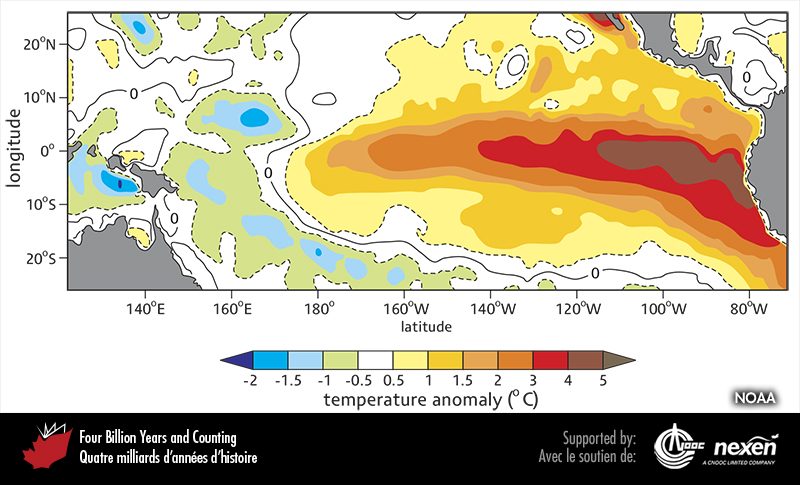 20°N
10°N
0°
10°S
20°S
longitude
0
0
0
0
0
140°E 160°E 180° 160°W 140°W 120°W 100°W 80°W
latitude
-2 -1.5 -1 -0.5 0.5 1 1.5 2 3 4 5
temperature anomaly (°C)
NOAA
Four Billion Years and Counting
Quatre milliards d'années d'histoire
Supported by:
Avec le soutien de:
CNOOC
nexen
A CNOOC LIMITED COMPANY